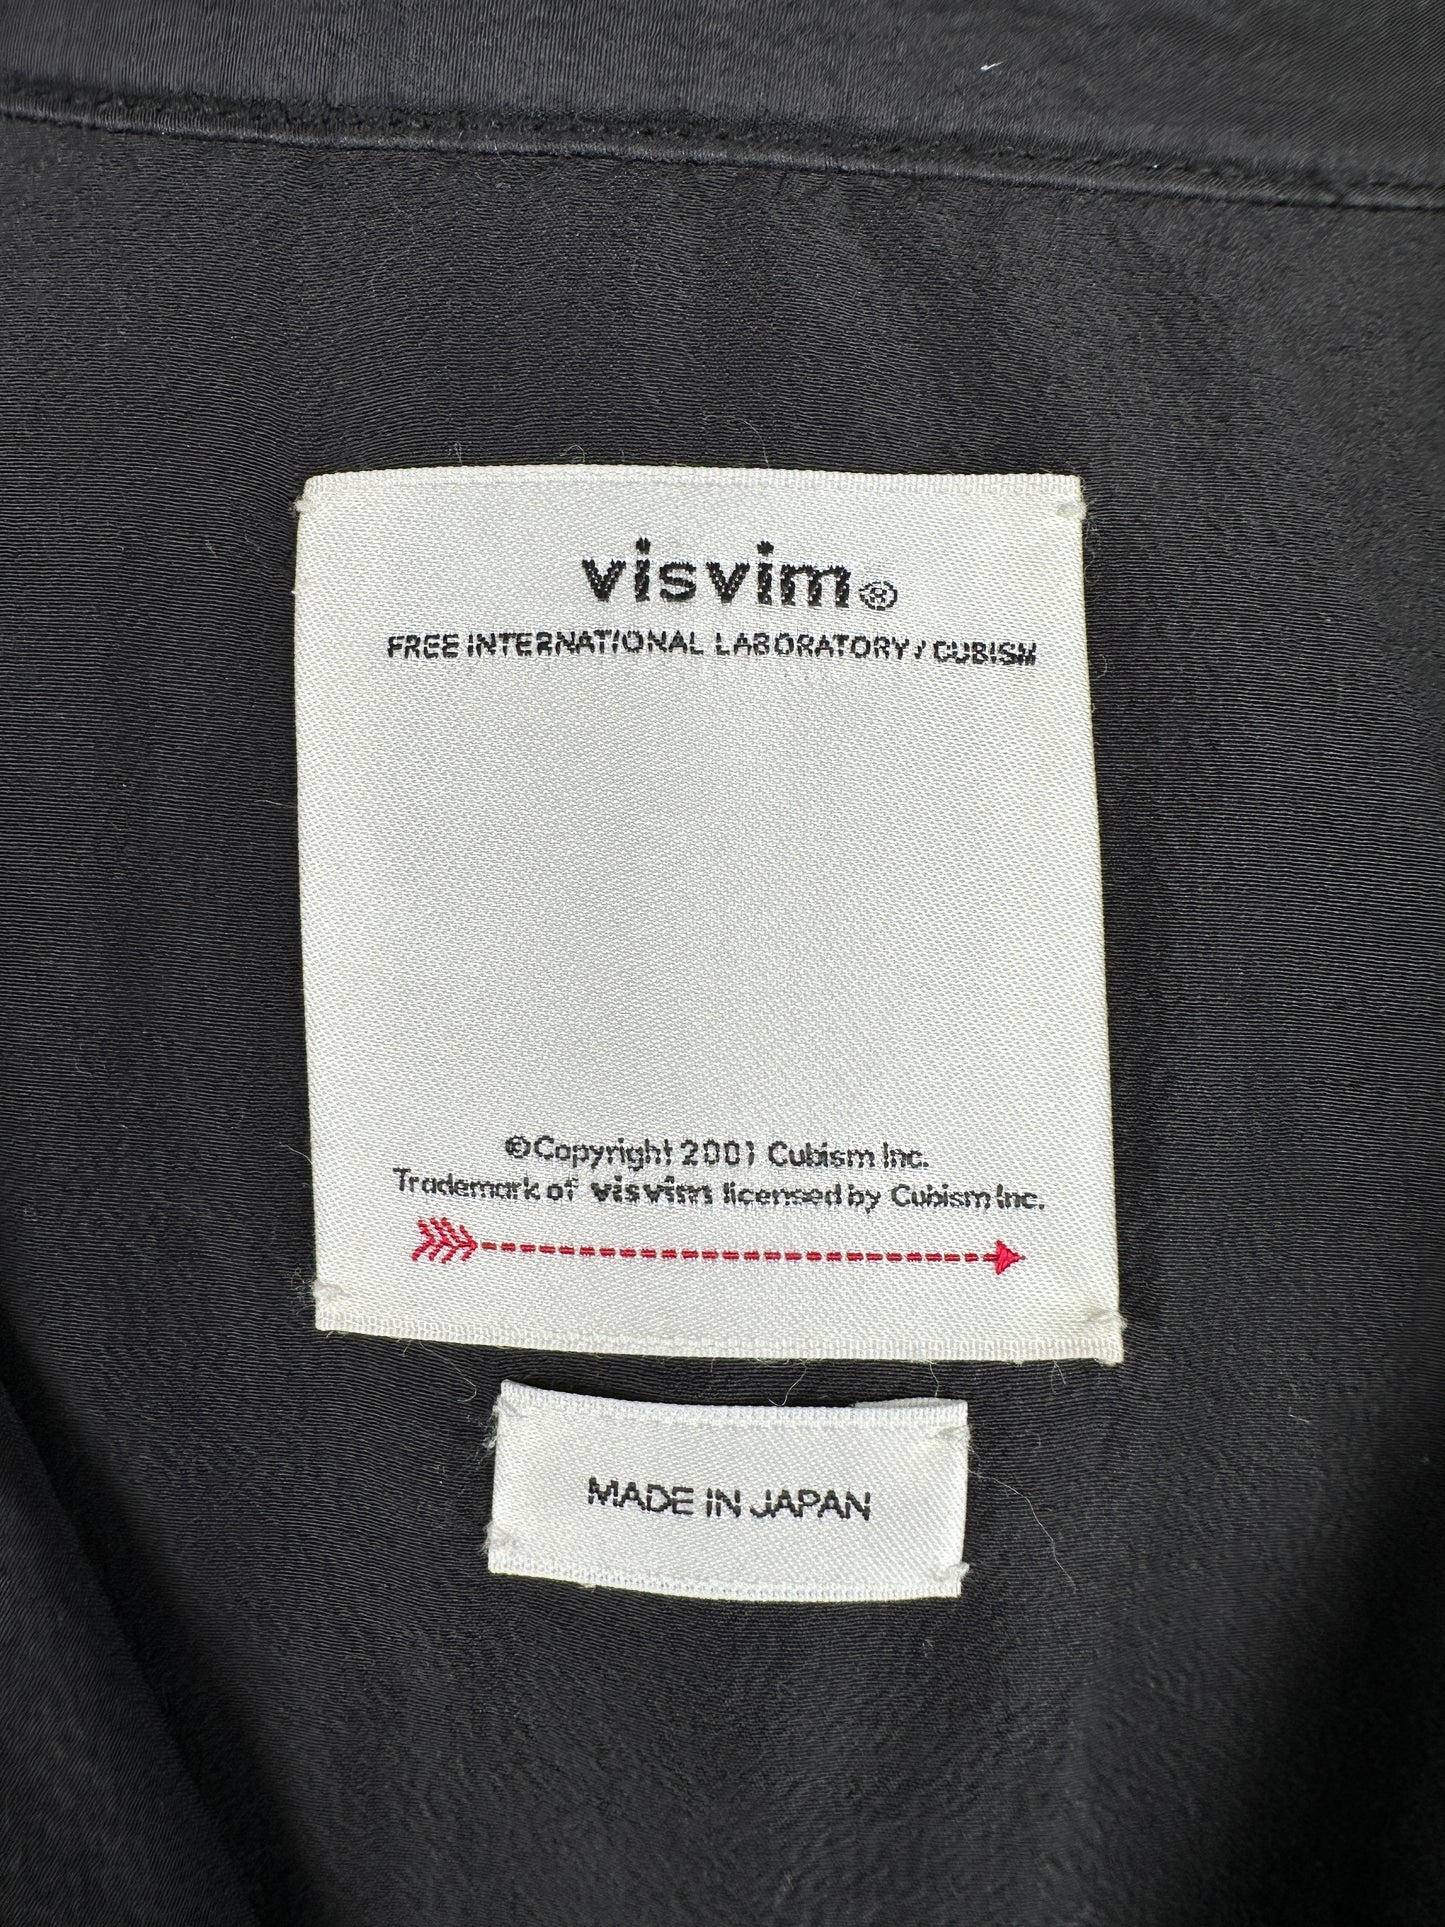 visvim®
FREE INTERNATIONAL LABORATORY / CUBISM
©Copyright 2001 Cubism Inc.
Trademark of visvim licensed by Cubism Inc.
MADE IN JAPAN